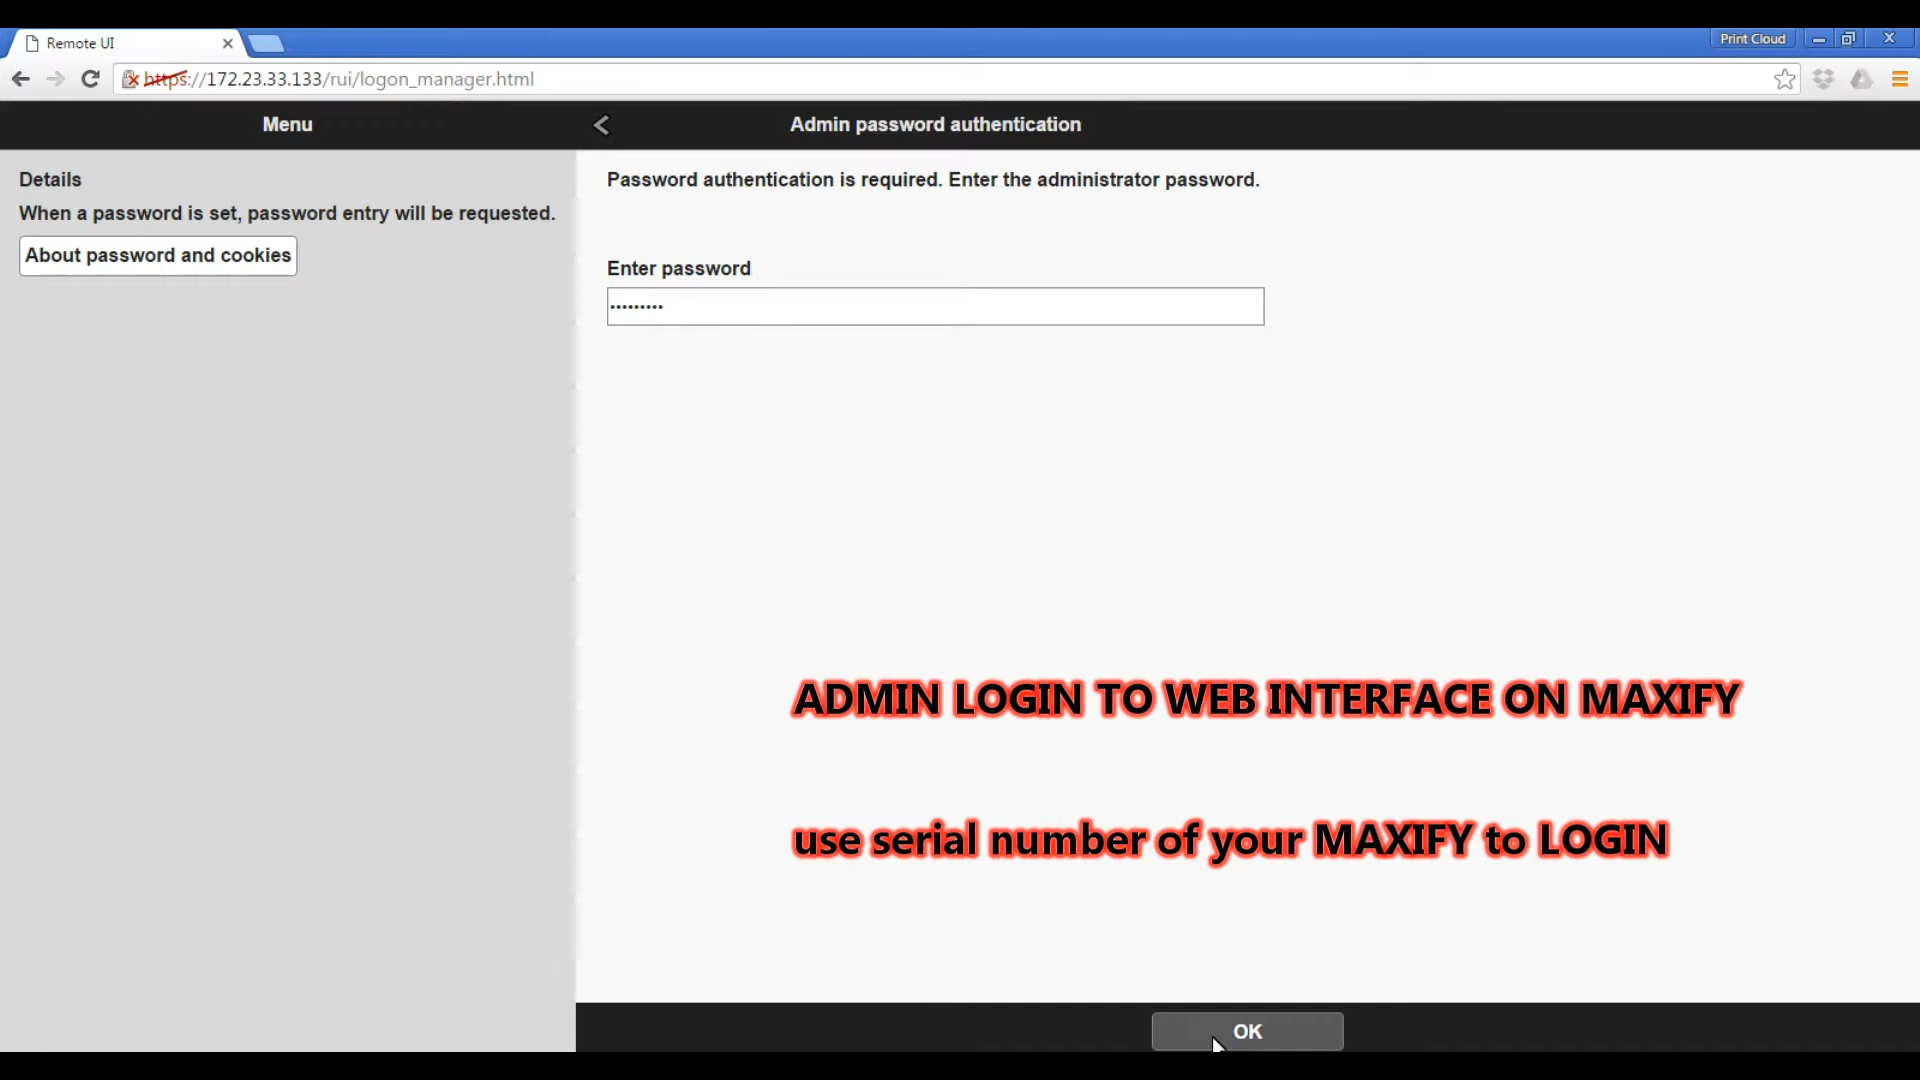 Remote UI
Print Cloud
https://172.23.33.133/rui/logon_manager.html
Menu
Admin password authentication
Details
When a password is set, password entry will be requested.
About password and cookies
Password authentication is required. Enter the administrator password.
Enter password
•••••••••
ADMIN LOGIN TO WEB INTERFACE ON MAXIFY
use serial number of your MAXIFY to LOGIN
OK